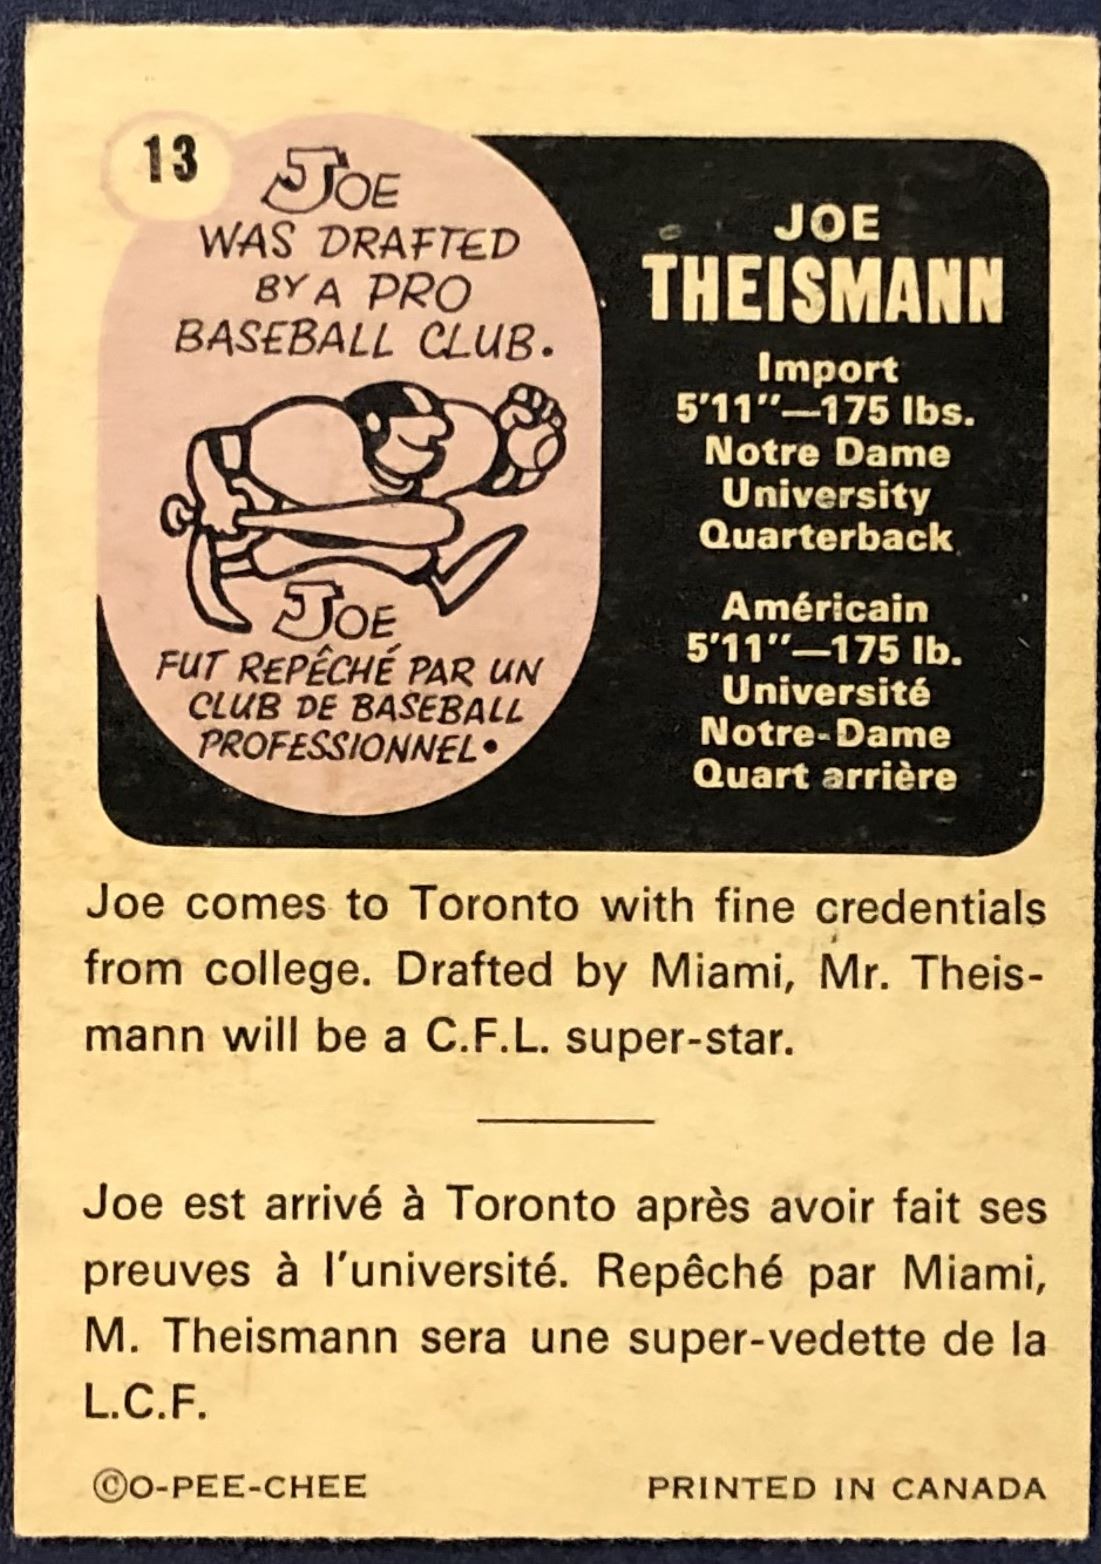 13
JOE
WAS DRAFTED
BY A PRO
BASEBALL CLUB.
JOE
FUT REPÊCHÉ PAR UN
CLUB DE BASEBALL
PROFESSIONNEL.
JOE
THEISMANN
Import
5'11"—175 lbs.
Notre Dame
University
Quarterback
Américain
5'11"—175 lb.
Université
Notre-Dame
Quart arrière
Joe comes to Toronto with fine credentials
from college. Drafted by Miami, Mr. Theis-
mann will be a C.F.L. super-star.
Joe est arrivé à Toronto après avoir fait ses
preuves à l'université. Repêché par Miami,
M. Theismann sera une super-vedette de la
L.C.F.
©O-PEE-CHEE
PRINTED IN CANADA